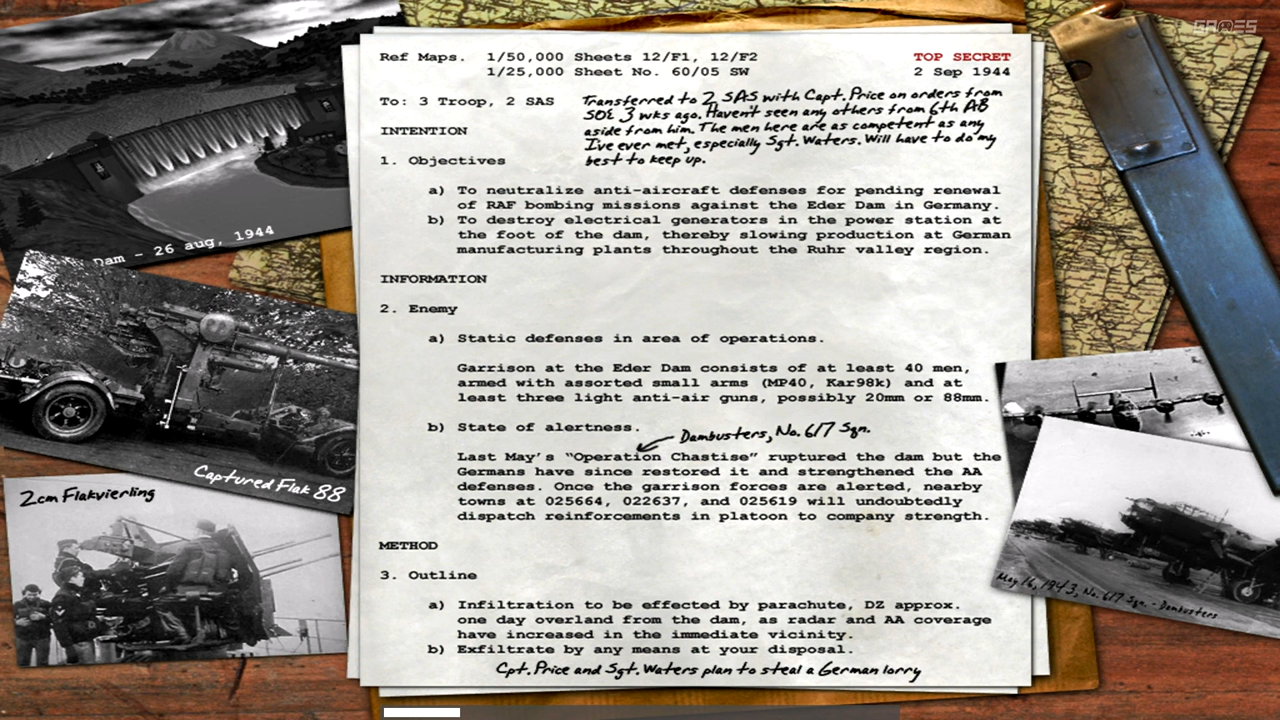 GAMES
Ref Maps. 1/50,000 Sheets 12/F1, 12/F2
TOP SECRET
1/25,000 Sheet No. 60/05 SW
2 Sep 1944
To: 3 Troop, 2 SAS
Transferred to 2 SAS with Capt. Price on orders from
SOE 3 wks ago. Haven't seen any others from 6th AB
aside from him. The men here are as competent as any
I've ever met, especially Sgt. Waters. Will have to do my
best to keep up.
INTENTION
1. Objectives
a) To neutralize anti-aircraft defenses for pending renewal
of RAF bombing missions against the Eder Dam in Germany.
b) To destroy electrical generators in the power station at
the foot of the dam, thereby slowing production at German
manufacturing plants throughout the Ruhr valley region.
INFORMATION
2. Enemy
a) Static defenses in area of operations.
Garrison at the Eder Dam consists of at least 40 men,
armed with assorted small arms (MP40, Kar98k) and at
least three light anti-air guns, possibly 20mm or 88mm.
b) State of alertness.
Dambusters, No. 617 Sqn.
Last May's "Operation Chastise" ruptured the dam but the
Germans have since restored it and strengthened the AA
defenses. Once the garrison forces are alerted, nearby
towns at 025664, 022637, and 025619 will undoubtedly
dispatch reinforcements in platoon to company strength.
METHOD
3. Outline
a) Infiltration to be effected by parachute, DZ approx.
one day overland from the dam, as radar and AA coverage
have increased in the immediate vicinity.
b) Exfiltrate by any means at your disposal.
Cpt. Price and Sgt. Waters plan to steal a German lorry
Dam - 26 aug, 1944
Captured Flak 88
2cm Flakvierling
May 16, 1943, No. 617 Sqn. - Dambusters